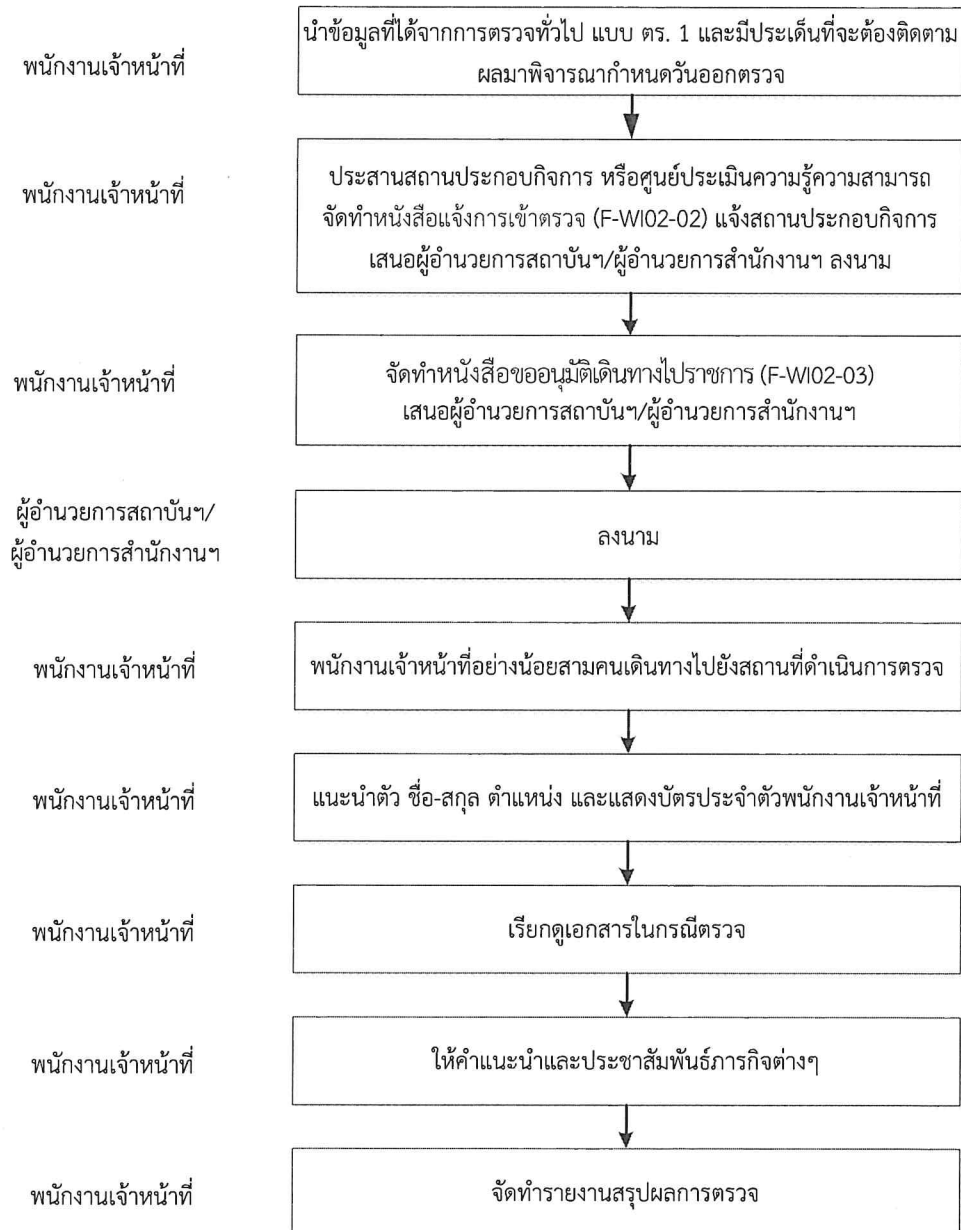 พนักงานเจ้าหน้าที่
นำข้อมูลที่ได้จากการตรวจทั่วไป แบบ ตร. 1 และมีประเด็นที่จะต้องติดตาม
ผลมาพิจารณากำหนดวันออกตรวจ
พนักงานเจ้าหน้าที่
ประสานสถานประกอบกิจการ หรือศูนย์ประเมินความรู้ความสามารถ
จัดทำหนังสือแจ้งการเข้าตรวจ (F-WI02-02) แจ้งสถานประกอบกิจการ
เสนอผู้อำนวยการสถาบันฯ/ผู้อำนวยการสำนักงานฯ ลงนาม
พนักงานเจ้าหน้าที่
จัดทำหนังสือขออนุมัติเดินทางไปราชการ (F-WI02-03)
เสนอผู้อำนวยการสถาบันฯ/ผู้อำนวยการสำนักงานฯ
ผู้อำนวยการสถาบันฯ/
ผู้อำนวยการสำนักงานฯ
ลงนาม
พนักงานเจ้าหน้าที่
พนักงานเจ้าหน้าที่อย่างน้อยสามคนเดินทางไปยังสถานที่ดำเนินการตรวจ
พนักงานเจ้าหน้าที่
แนะนำตัว ชื่อ-สกุล ตำแหน่ง และแสดงบัตรประจำตัวพนักงานเจ้าหน้าที่
พนักงานเจ้าหน้าที่
เรียกดูเอกสารในกรณีตรวจ
พนักงานเจ้าหน้าที่
ให้คำแนะนำและประชาสัมพันธ์ภารกิจต่างๆ
พนักงานเจ้าหน้าที่
จัดทำรายงานสรุปผลการตรวจ